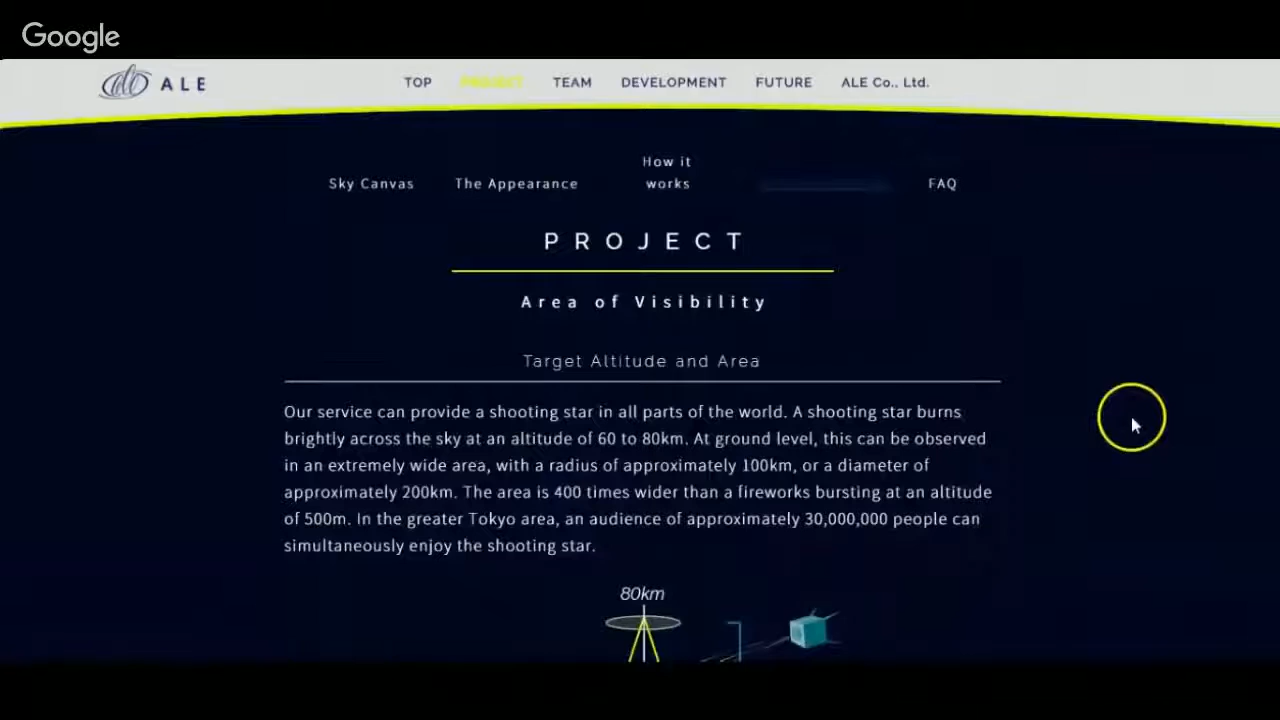 Google
ALE
TOP PROJECT TEAM DEVELOPMENT FUTURE ALE Co., Ltd.
Sky Canvas The Appearance How it works FAQ
PROJECT
Area of Visibility
Target Altitude and Area
Our service can provide a shooting star in all parts of the world. A shooting star burns
brightly across the sky at an altitude of 60 to 80km. At ground level, this can be observed
in an extremely wide area, with a radius of approximately 100km, or a diameter of
approximately 200km. The area is 400 times wider than a fireworks bursting at an altitude
of 500m. In the greater Tokyo area, an audience of approximately 30,000,000 people can
simultaneously enjoy the shooting star.
80km